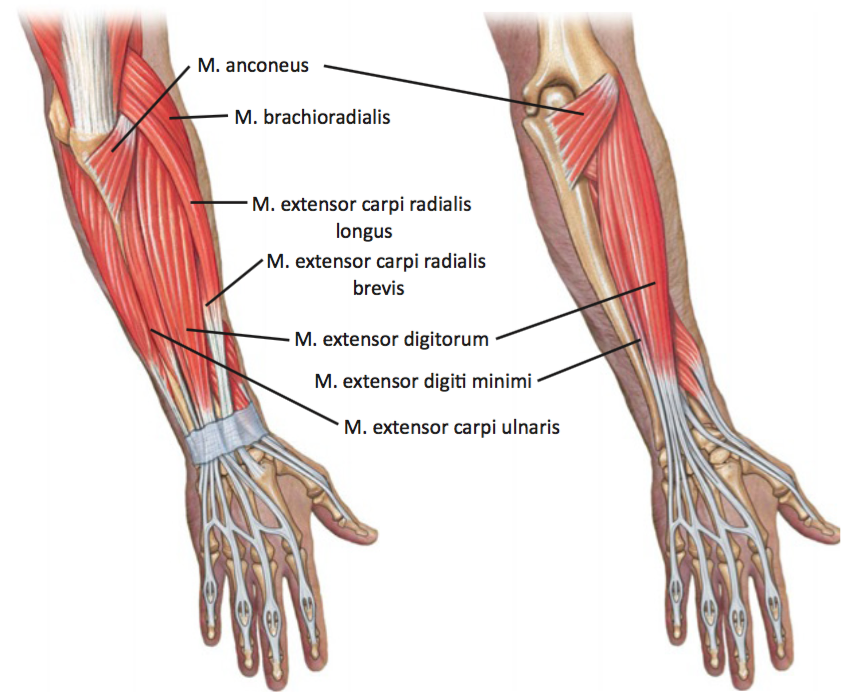 M. anconeus
M. brachioradialis
M. extensor carpi radialis
longus
M. extensor carpi radialis
brevis
M. extensor digitorum
M. extensor digiti minimi
M. extensor carpi ulnaris